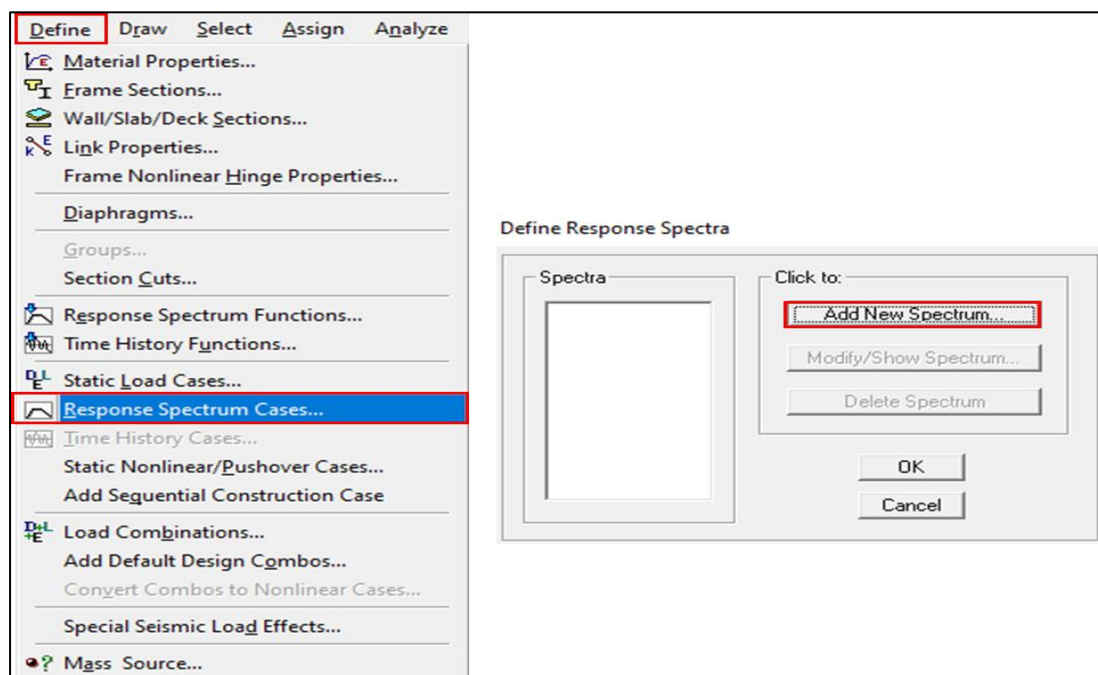 Define Draw Select Assign Analyze
Material Properties...
Frame Sections...
Wall/Slab/Deck Sections...
Link Properties...
Frame Nonlinear Hinge Properties...
Diaphragms...
Groups...
Section Cuts...
Response Spectrum Functions...
Time History Functions...
Static Load Cases...
Response Spectrum Cases...
Time History Cases...
Static Nonlinear/Pushover Cases...
Add Sequential Construction Case
Load Combinations...
Add Default Design Combos...
Convert Combos to Nonlinear Cases...
Special Seismic Load Effects...
Mass Source...
Define Response Spectra
Spectra
Click to:
Add New Spectrum...
Modify/Show Spectrum...
Delete Spectrum
OK
Cancel